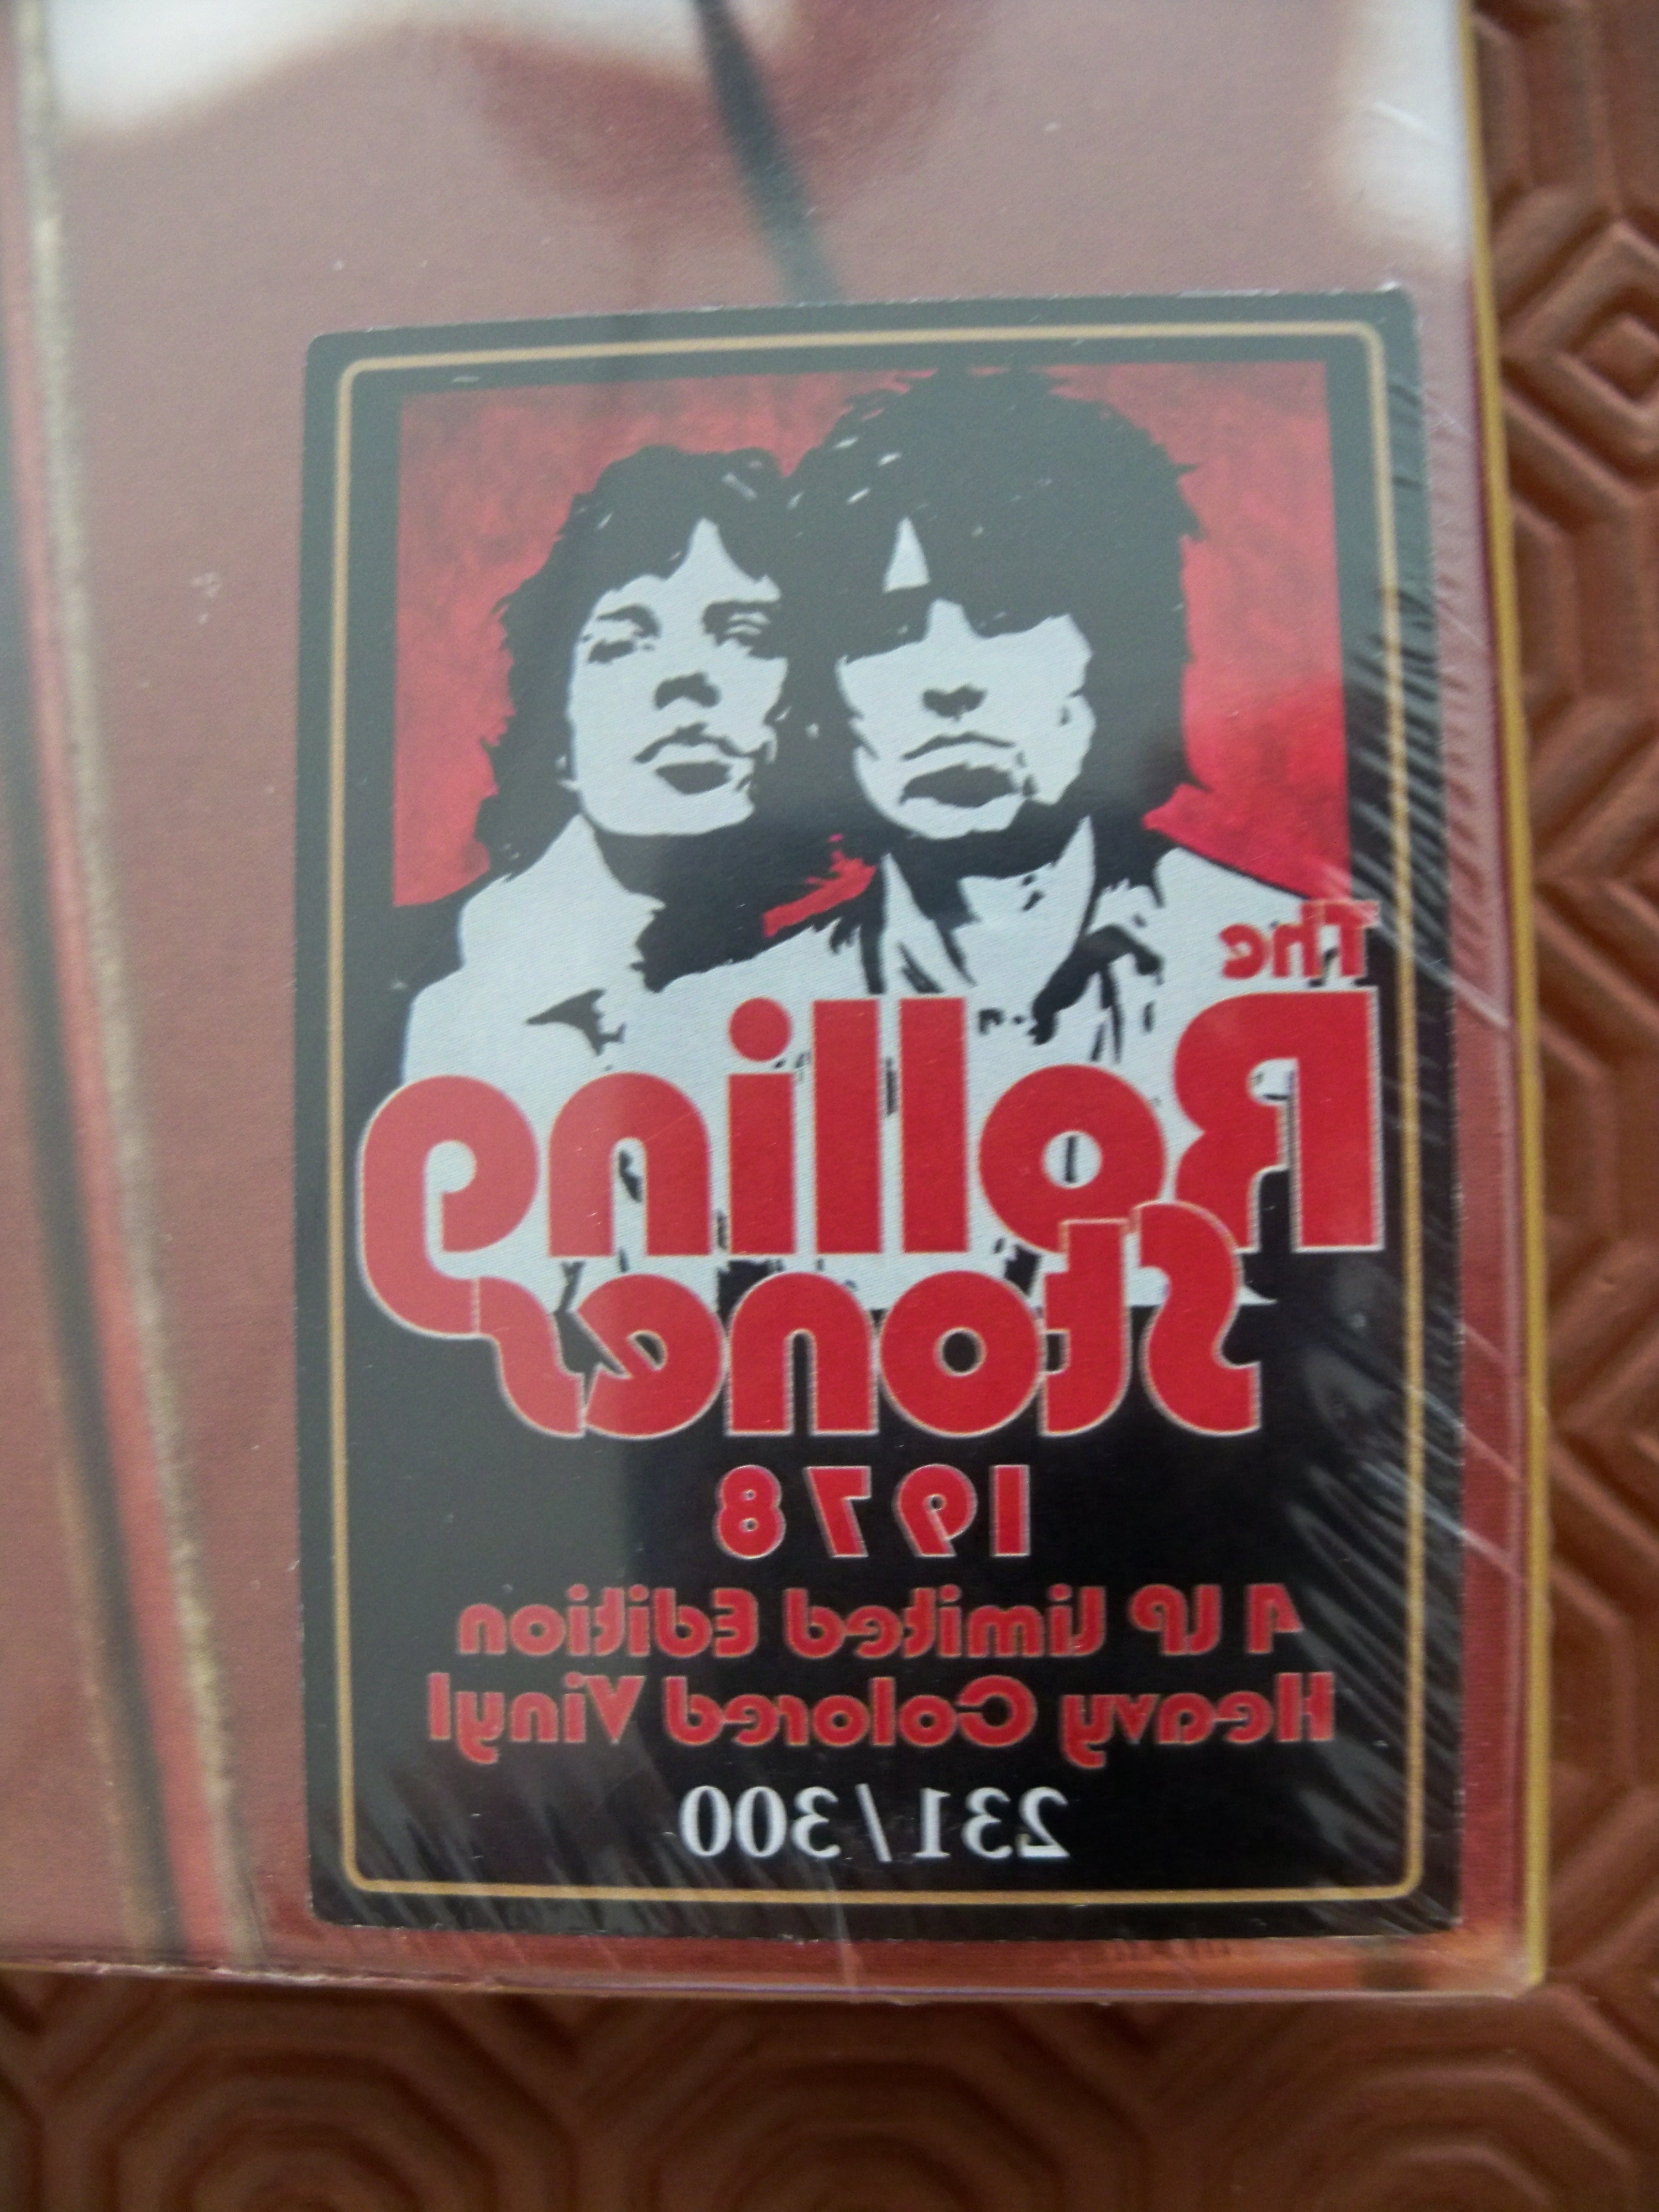 The
Rolling
Stones
1978
4 LP Limited Edition
Heavy Colored Vinyl
231/300